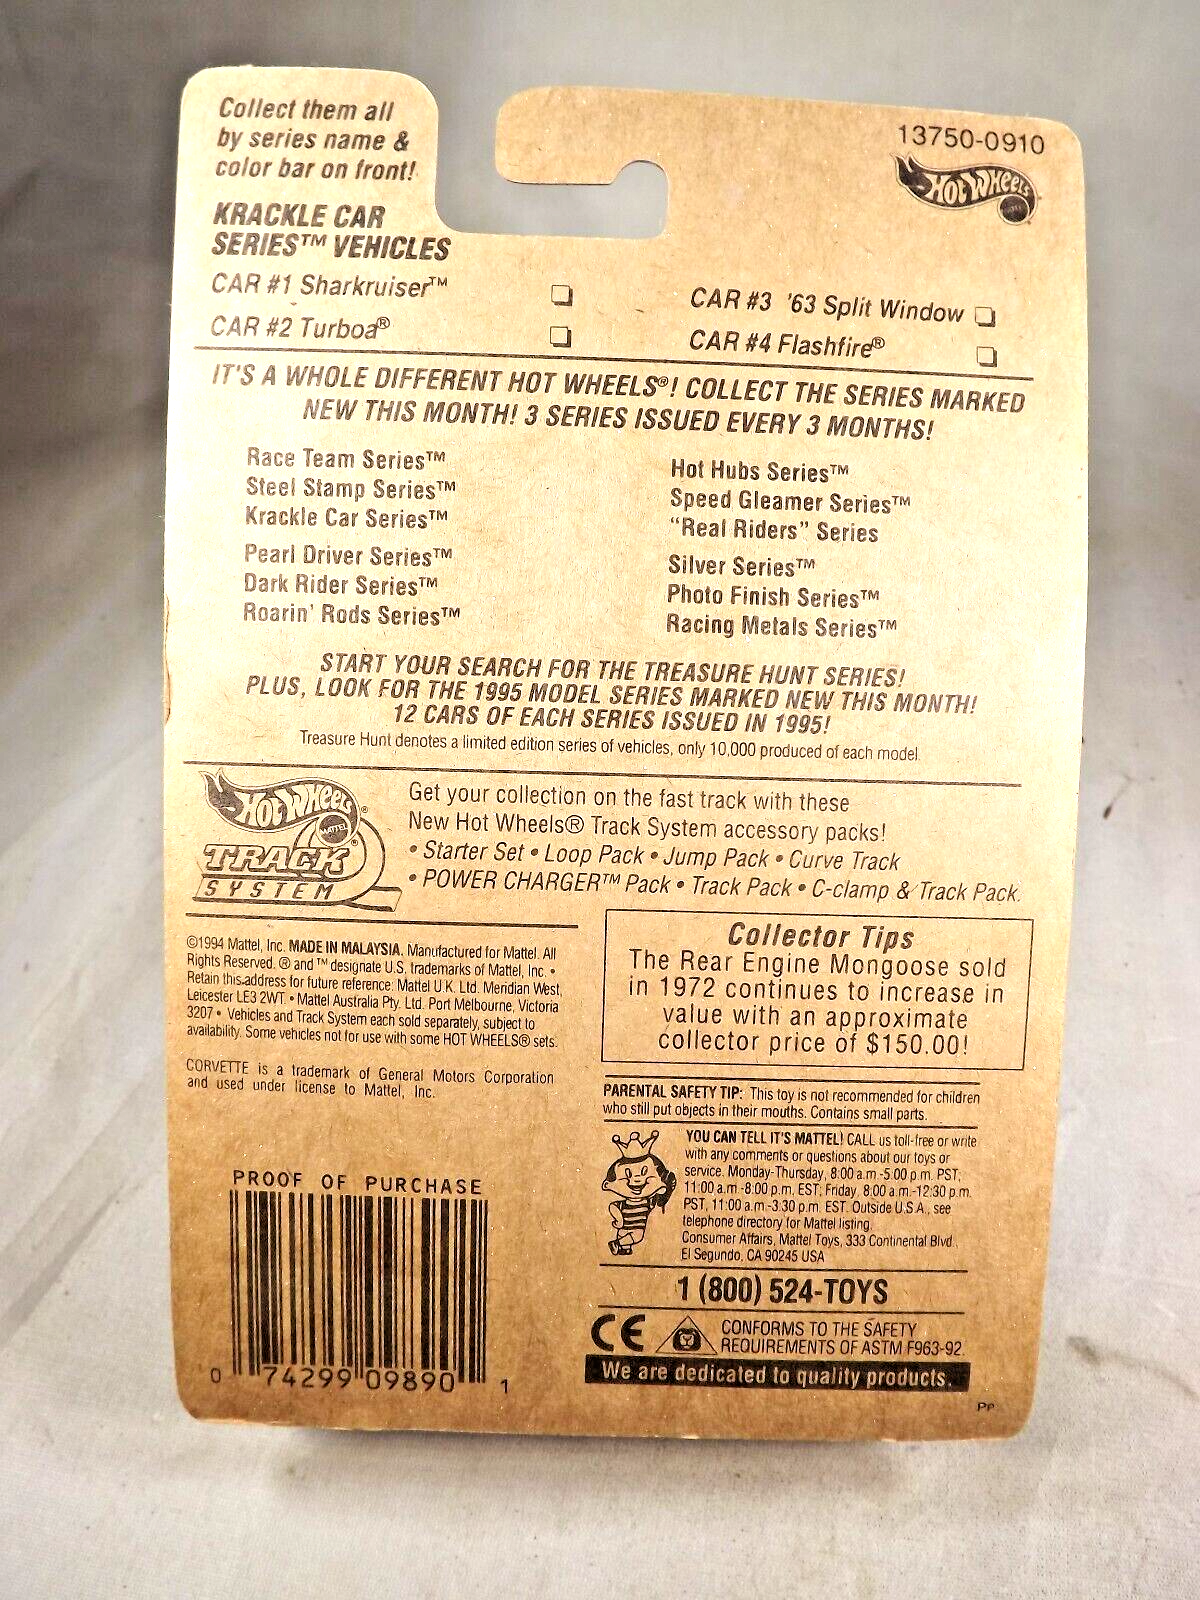 Collect them all
by series name &
color bar on front!
13750-0910
HOT WHEELS
KRACKLE CAR
SERIES™ VEHICLES
CAR #1 Sharkruiser™
CAR #2 Turboa®
CAR #3 '63 Split Window
CAR #4 Flashfire®
IT'S A WHOLE DIFFERENT HOT WHEELS®! COLLECT THE SERIES MARKED
NEW THIS MONTH! 3 SERIES ISSUED EVERY 3 MONTHS!
Race Team Series™
Steel Stamp Series™
Krackle Car Series™
Pearl Driver Series™
Dark Rider Series™
Roarin' Rods Series™
Hot Hubs Series™
Speed Gleamer Series™
"Real Riders" Series
Silver Series™
Photo Finish Series™
Racing Metals Series™
START YOUR SEARCH FOR THE TREASURE HUNT SERIES!
PLUS, LOOK FOR THE 1995 MODEL SERIES MARKED NEW THIS MONTH!
12 CARS OF EACH SERIES ISSUED IN 1995!
Treasure Hunt denotes a limited edition series of vehicles, only 10,000 produced of each model.
HOT WHEELS®
MATTEL
TRACK®
SYSTEM
Get your collection on the fast track with these
New Hot Wheels® Track System accessory packs!
• Starter Set • Loop Pack • Jump Pack • Curve Track
• POWER CHARGER™ Pack • Track Pack • C-clamp & Track Pack.
©1994 Mattel, Inc. MADE IN MALAYSIA. Manufactured for Mattel. All
Rights Reserved. ® and ™ designate U.S. trademarks of Mattel, Inc. •
Retain this address for future reference: Mattel U.K. Ltd. Meridian West,
Leicester LE3 2WT. • Mattel Australia Pty. Ltd. Port Melbourne, Victoria
3207 • Vehicles and Track System each sold separately, subject to
availability. Some vehicles not for use with some HOT WHEELS® sets.
CORVETTE is a trademark of General Motors Corporation
and used under license to Mattel, Inc.
Collector Tips
The Rear Engine Mongoose sold
in 1972 continues to increase in
value with an approximate
collector price of $150.00!
PARENTAL SAFETY TIP: This toy is not recommended for children
who still put objects in their mouths. Contains small parts.
YOU CAN TELL IT'S MATTEL! CALL us toll-free or write
with any comments or questions about our toys or
service. Monday-Thursday, 8:00 a.m.-5:00 p.m. PST,
11:00 a.m.-8:00 p.m. EST; Friday, 8:00 a.m.-12:30 p.m.
PST, 11:00 a.m.-3:30 p.m. EST. Outside U.S.A., see
telephone directory for Mattel listing.
Consumer Affairs, Mattel Toys, 333 Continental Blvd.,
El Segundo, CA 90245 USA
1 (800) 524-TOYS
PROOF OF PURCHASE
0 74299 09890 1
CE
CONFORMS TO THE SAFETY
REQUIREMENTS OF ASTM F963-92.
We are dedicated to quality products.
PP